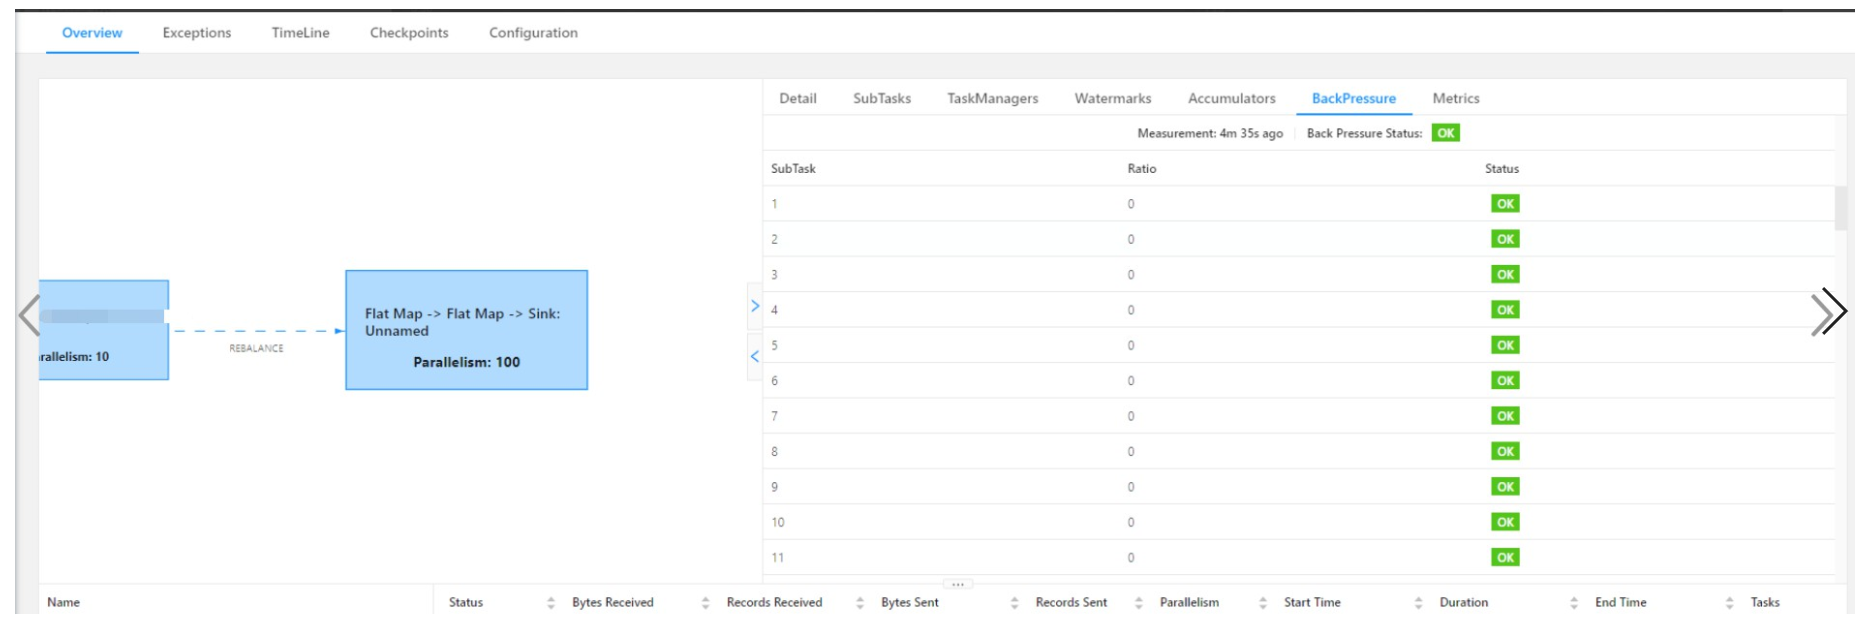 Overview Exceptions TimeLine Checkpoints Configuration
Detail SubTasks TaskManagers Watermarks Accumulators BackPressure Metrics
Measurement: 4m 35s ago Back Pressure Status: OK
SubTask Ratio Status
1 0 OK
2 0 OK
3 0 OK
4 0 OK
5 0 OK
6 0 OK
7 0 OK
8 0 OK
9 0 OK
10 0 OK
11 0 OK
rallelism: 10
REBALANCE
Flat Map -> Flat Map -> Sink:
Unnamed
Parallelism: 100
Name Status Bytes Received Records Received Bytes Sent Records Sent Parallelism Start Time Duration End Time Tasks